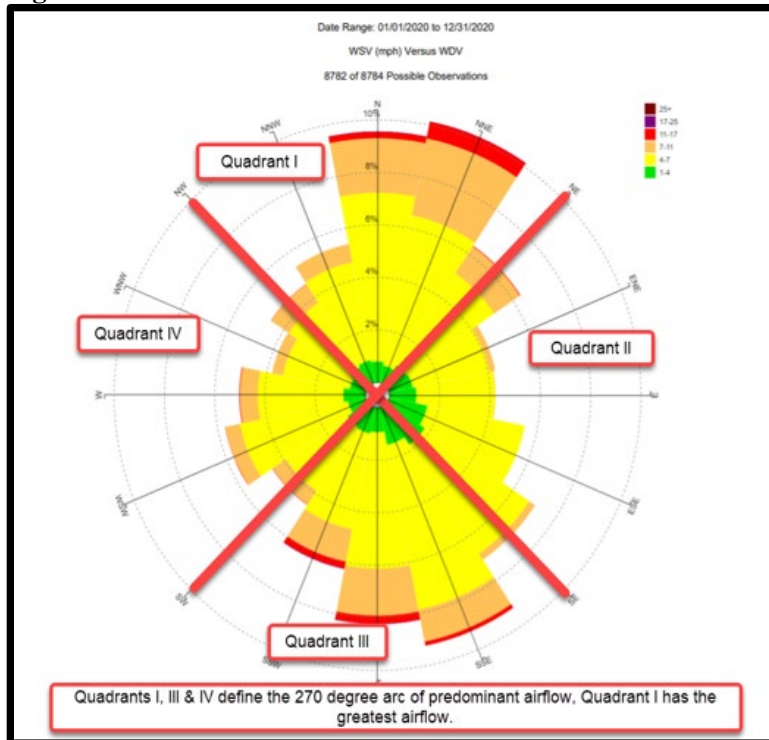 Date Range: 01/01/2020 to 12/31/2020
WSV (mph) Versus WDV
8782 of 8784 Possible Observations
N
10%
NNW
NNE
25+
17-25
11-17
7-11
4-7
1-4
Quadrant I
8%
NW
NE
6%
4%
WNW
ENE
2%
Quadrant IV
Quadrant II
W
E
WSW
ESE
SW
SE
Quadrant III
SSW
SSE
Quadrants I, III & IV define the 270 degree arc of predominant airflow, Quadrant I has the
greatest airflow.